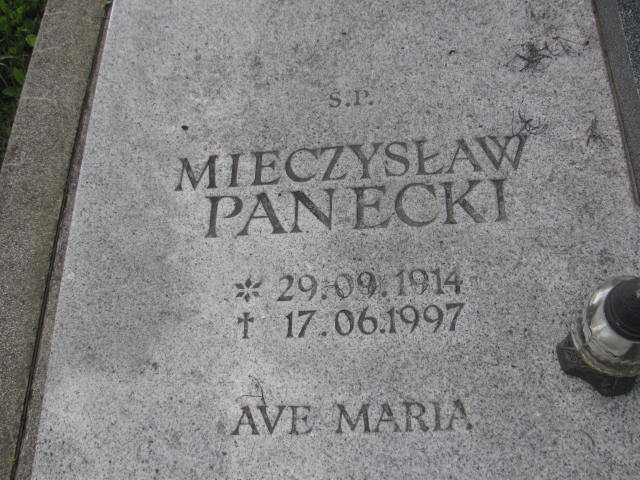 S.P.
MIECZYSŁAW
PANECKI
* 29.09.1914
† 17.06.1997
AVE MARIA